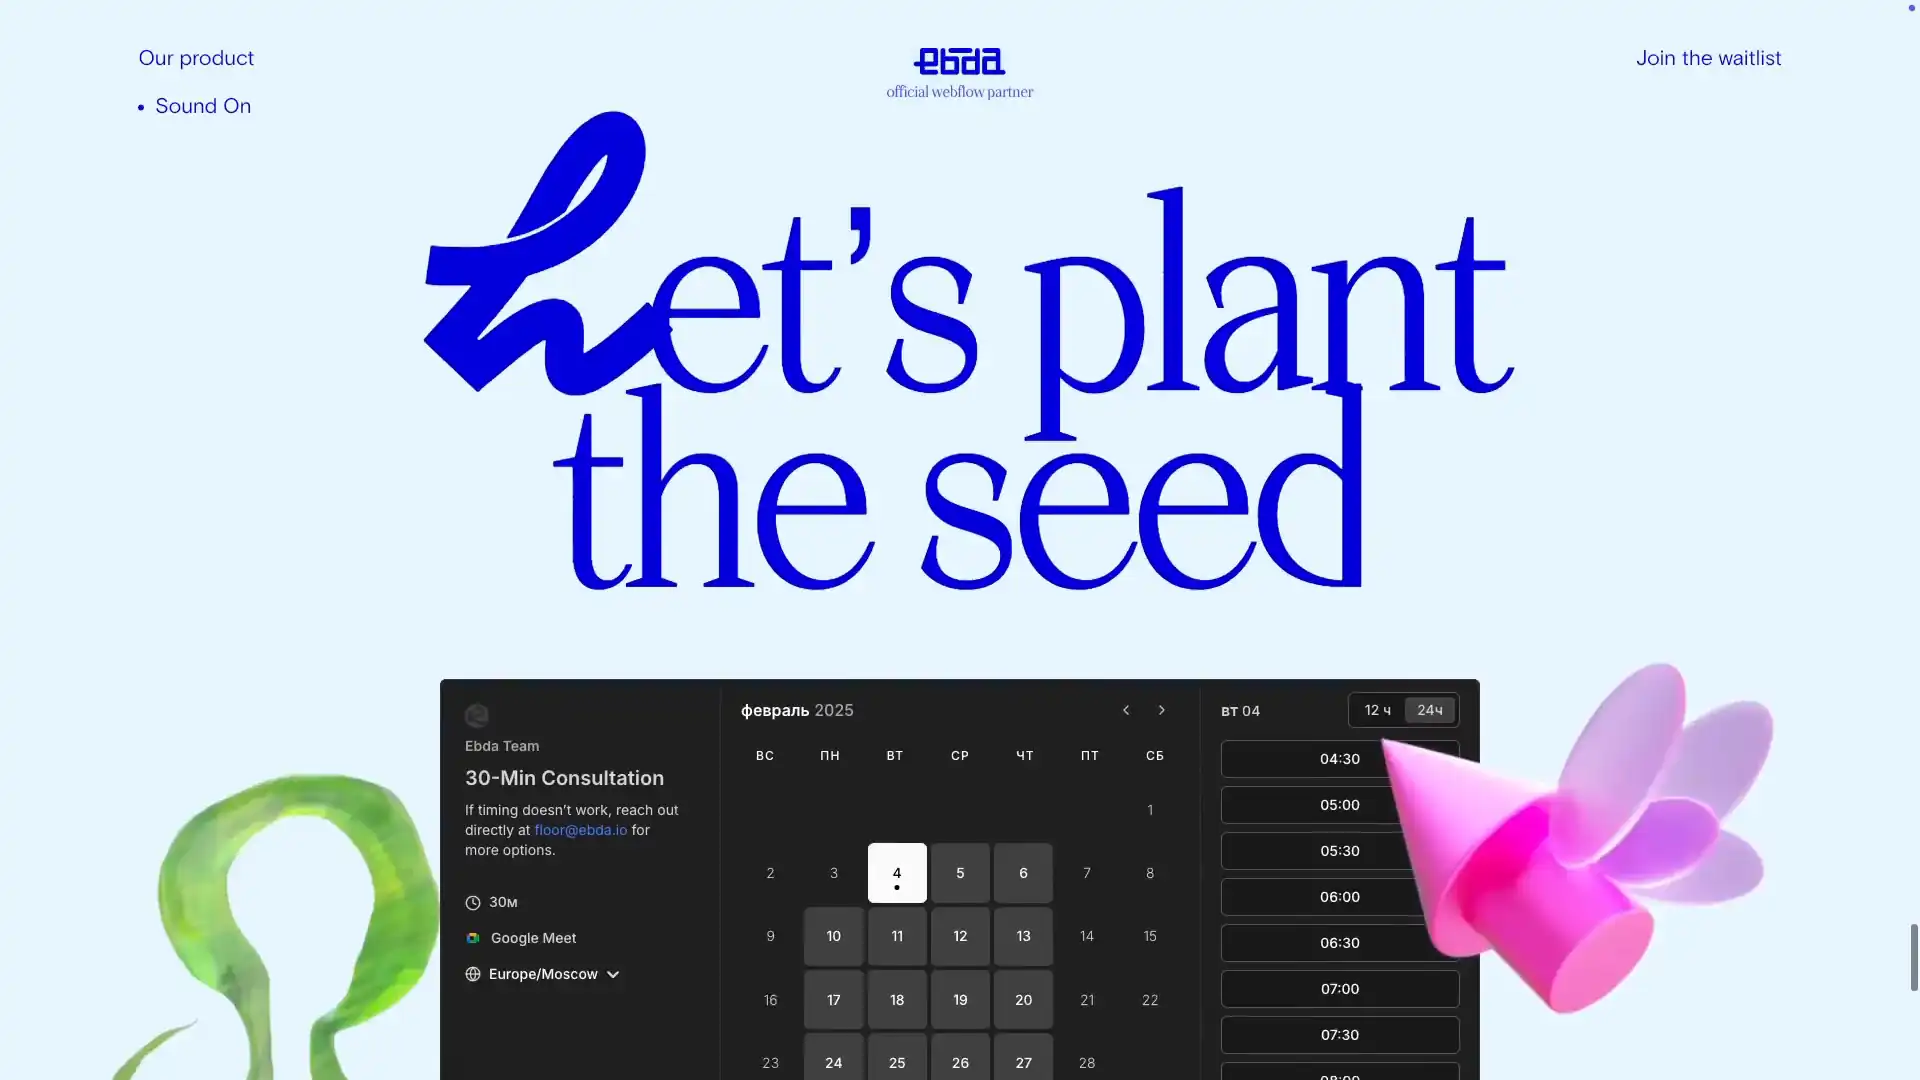 Our product
ebda
Join the waitlist
official webflow partner
• Sound On
Let’s plant
the seed
Ebda Team
30-Min Consultation
If timing doesn’t work, reach out
directly at floor@ebda.io for
more options.
30м
Google Meet
Europe/Moscow
февраль 2025
ВС ПН ВТ СР ЧТ ПТ СБ
1
2 3 4 5 6 7 8
9 10 11 12 13 14 15
16 17 18 19 20 21 22
23 24 25 26 27 28
ВТ 04
12 ч 24ч
04:30
05:00
05:30
06:00
06:30
07:00
07:30